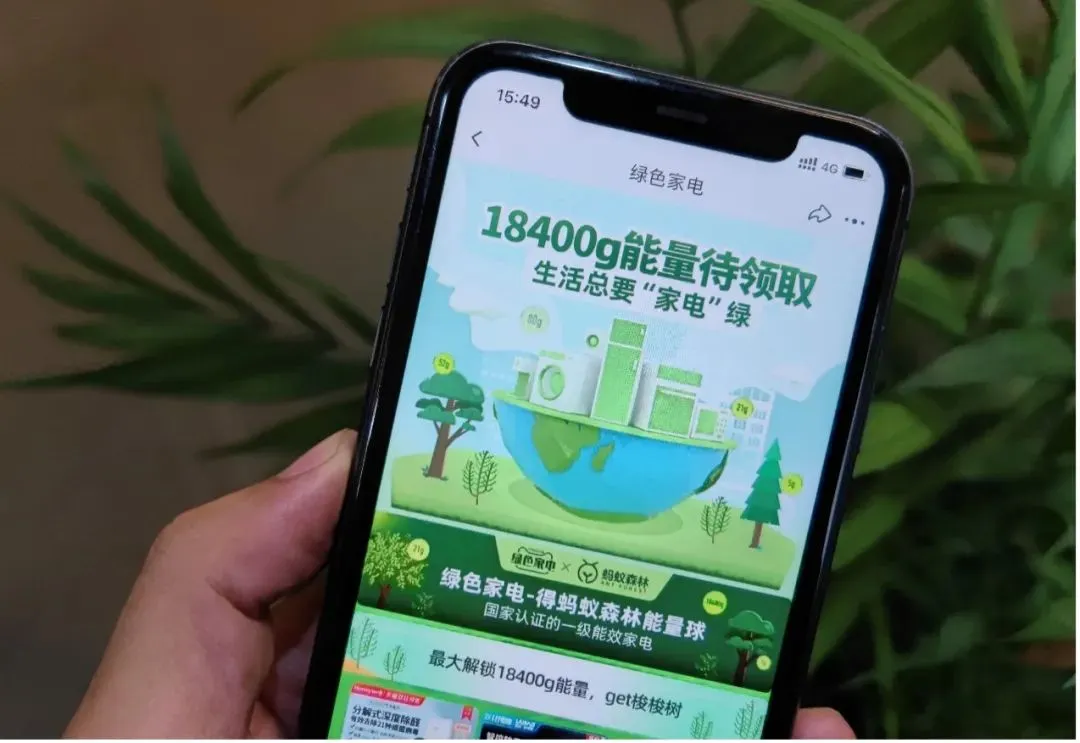 15:49
4G
绿色家电
18400g能量待领取
生活总要“家电”绿
80g
52g
21g
5g
绿色家电 × 蚂蚁森林
ANT FOREST
21g
绿色家电-得蚂蚁森林能量球
国家认证的一级能效家电
最大解锁18400g能量，get梭梭树
Honeywell
分解式深度除醛